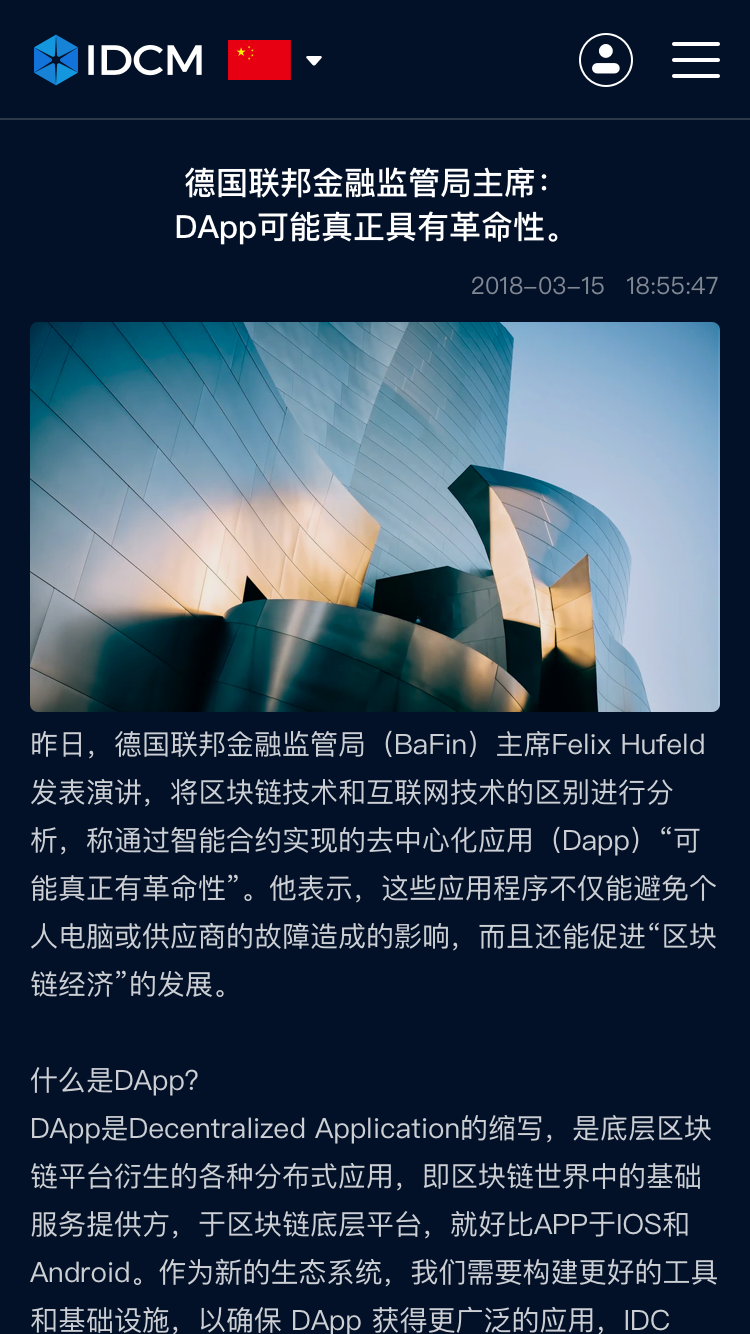 IDCM
德国联邦金融监管局主席：
DApp可能真正具有革命性。
2018-03-15 18:55:47
昨日，德国联邦金融监管局（BaFin）主席Felix Hufeld
发表演讲，将区块链技术和互联网技术的区别进行分
析，称通过智能合约实现的去中心化应用（Dapp）“可
能真正有革命性”。他表示，这些应用程序不仅能避免个
人电脑或供应商的故障造成的影响，而且还能促进“区块
链经济”的发展。
什么是DApp?
DApp是Decentralized Application的缩写，是底层区块
链平台衍生的各种分布式应用，即区块链世界中的基础
服务提供方，于区块链底层平台，就好比APP于IOS和
Android。作为新的生态系统，我们需要构建更好的工具
和基础设施，以确保 DApp 获得更广泛的应用，IDC